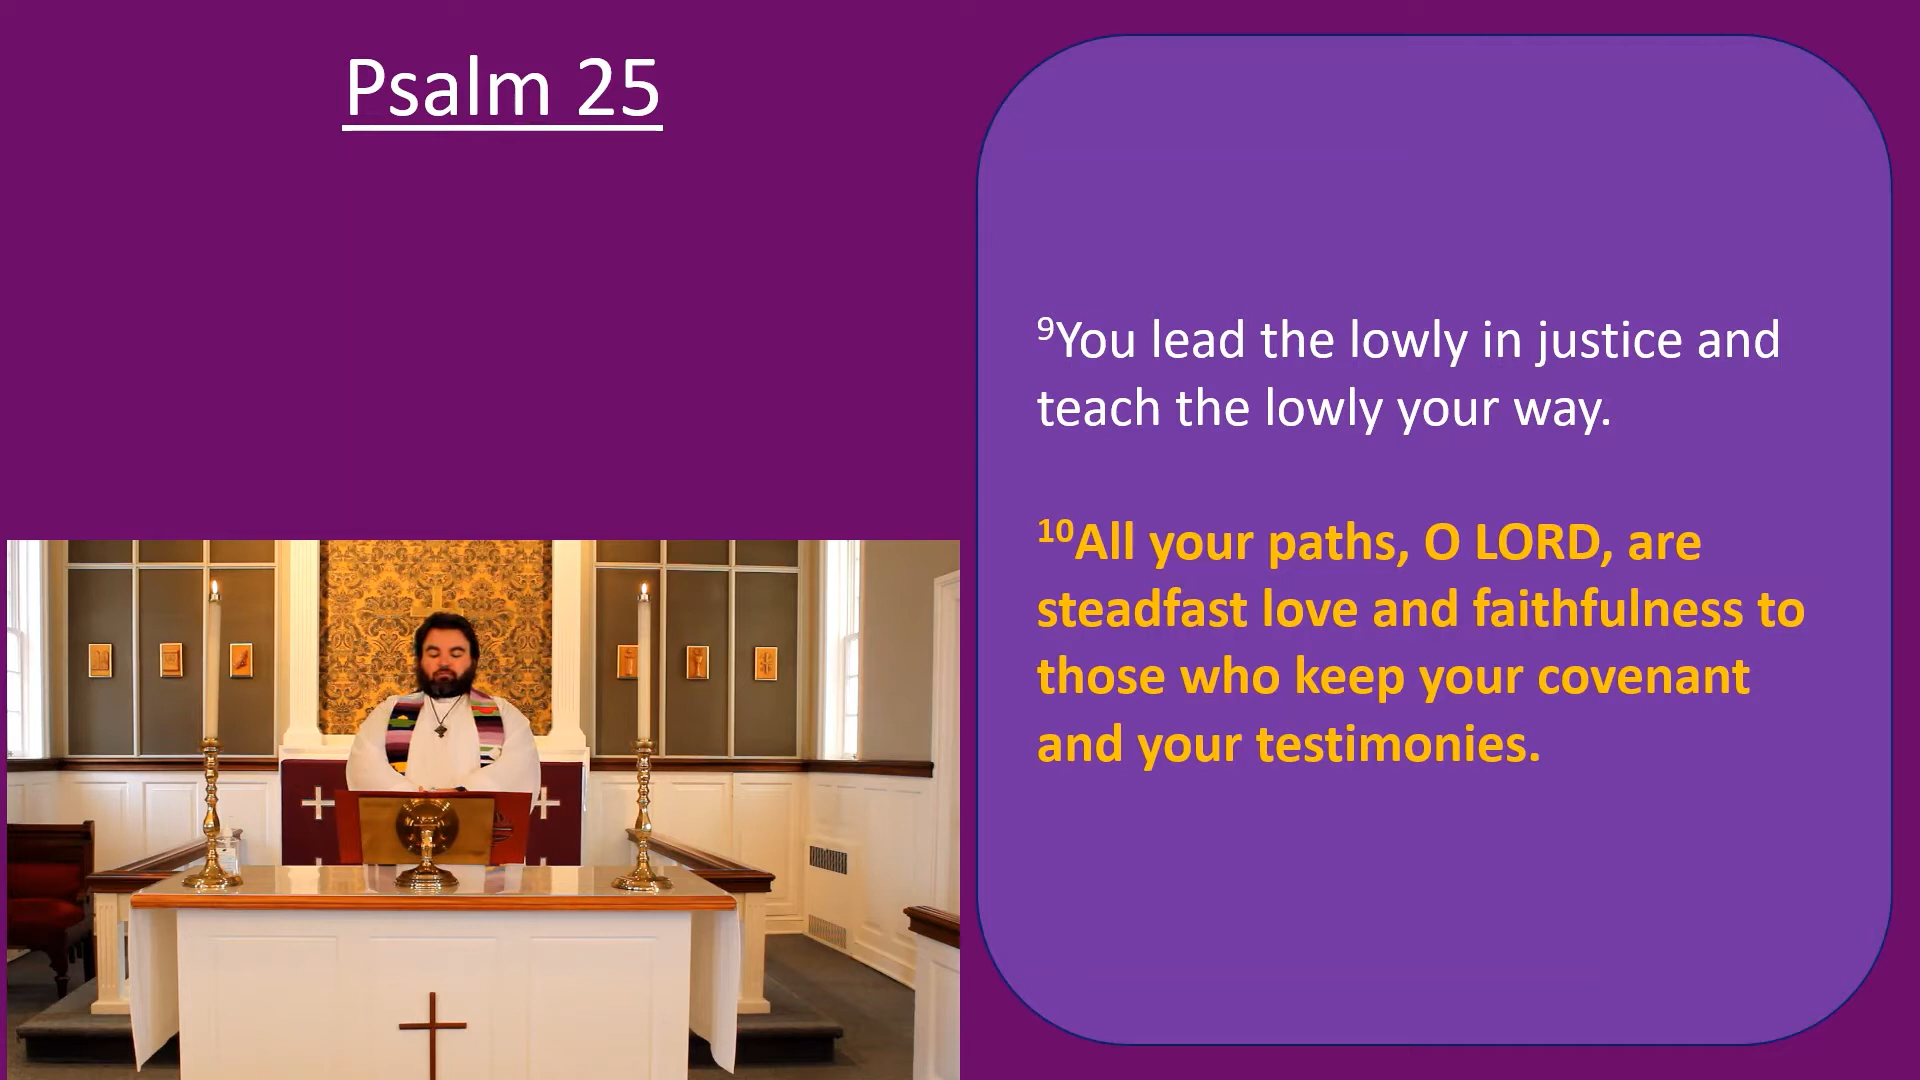 Psalm 25
⁹You lead the lowly in justice and
teach the lowly your way.
¹⁰All your paths, O LORD, are
steadfast love and faithfulness to
those who keep your covenant
and your testimonies.